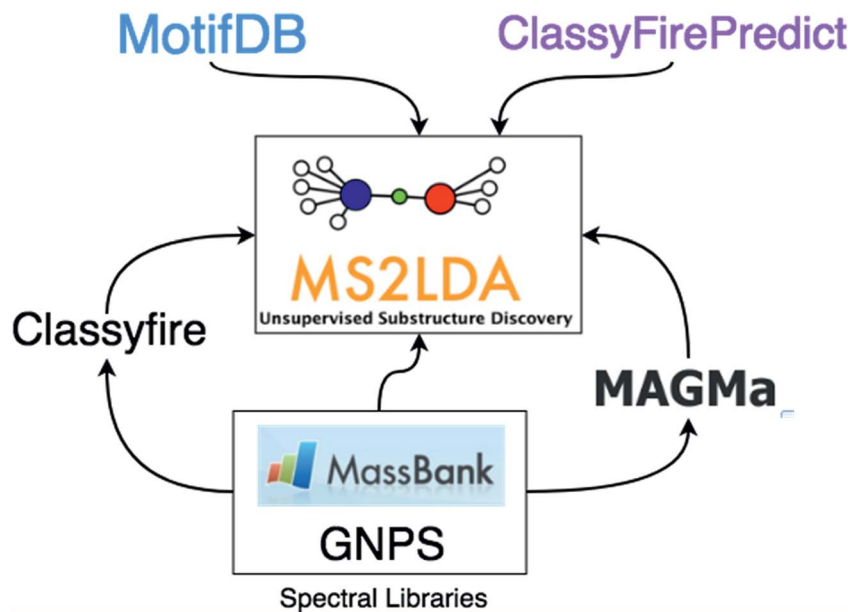 MotifDB
ClassyFirePredict
MS2LDA
Unsupervised Substructure Discovery
Classyfire
MAGMa
MassBank
GNPS
Spectral Libraries